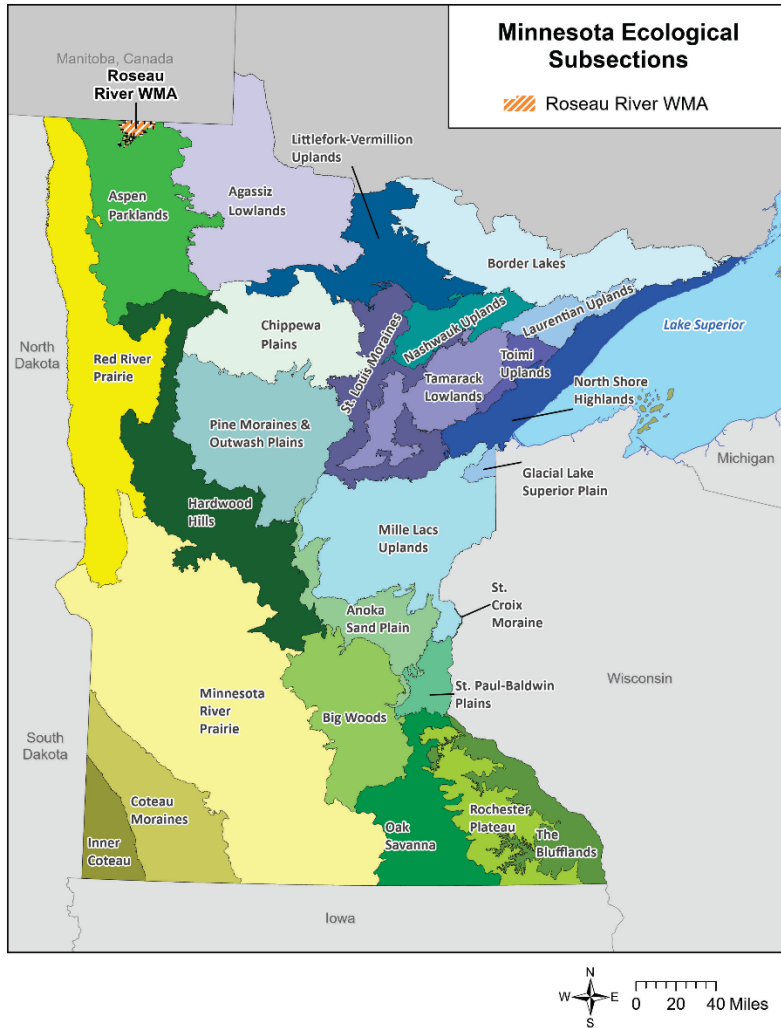 Minnesota Ecological
Subsections
Roseau River WMA
Manitoba, Canada
Roseau
River WMA
Littlefork-Vermillion
Uplands
Aspen
Parklands
Agassiz
Lowlands
Border Lakes
Chippewa
Plains
St. Louis Moraines
Nashwauk Uplands
Laurentian Uplands
Lake Superior
North
Dakota
Red River
Prairie
Toimi
Uplands
Tamarack
Lowlands
North Shore
Highlands
Pine Moraines &
Outwash Plains
Michigan
Glacial Lake
Superior Plain
Hardwood
Hills
Mille Lacs
Uplands
St.
Croix
Moraine
Anoka
Sand Plain
Wisconsin
St. Paul-Baldwin
Plains
Minnesota
River
Prairie
Big Woods
South
Dakota
Coteau
Moraines
Inner
Coteau
Oak
Savanna
Rochester
Plateau
The
Blufflands
Iowa
N
W E
S
0 20 40 Miles